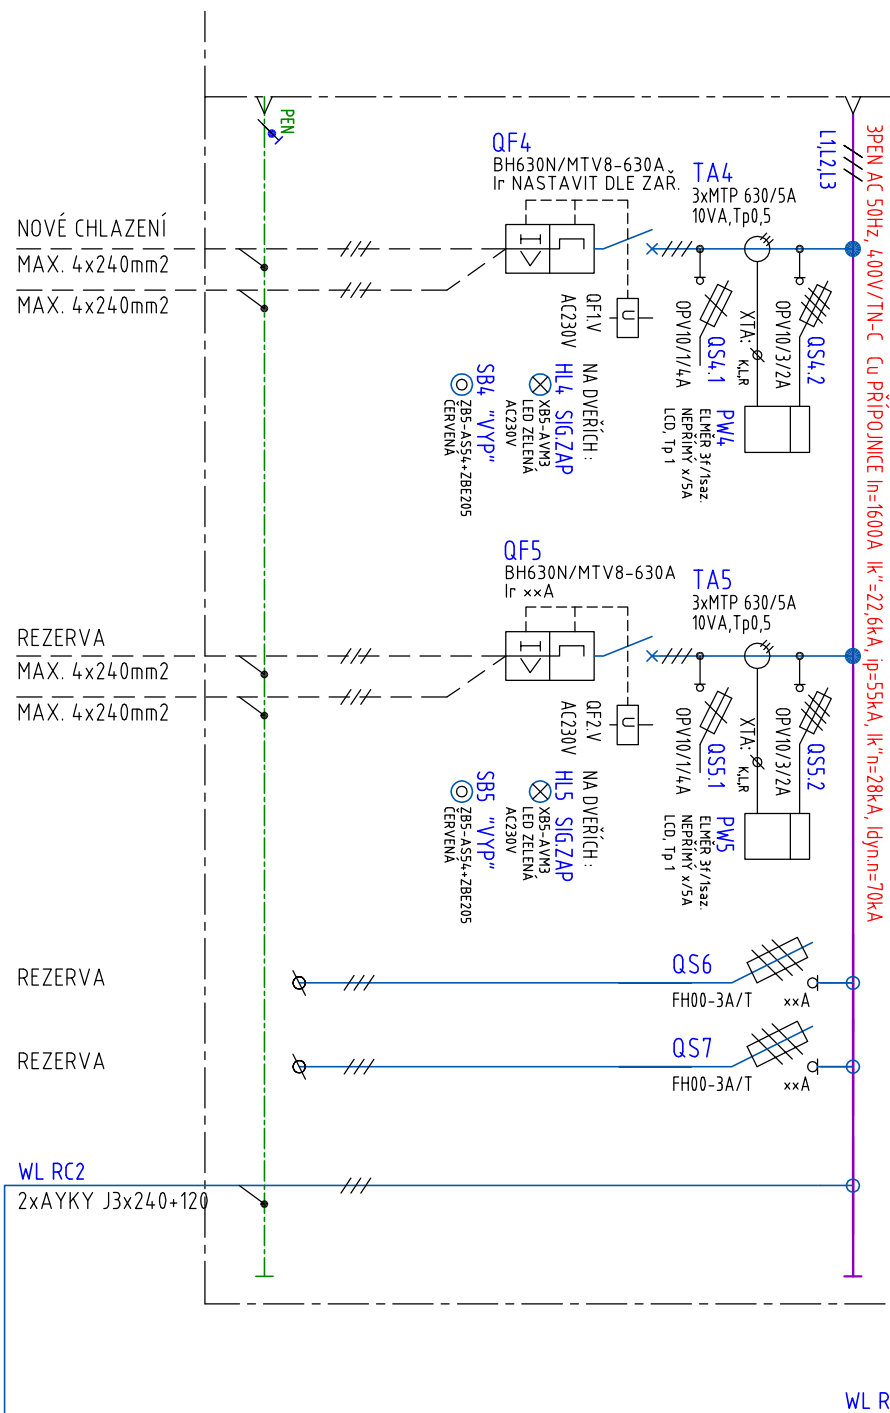 PEN
L1,L2,L3
3PEN AC 50Hz, 400V/TN-C Cu PŘÍPOJNICE In=1600A Ik"=22,6kA, ip=55kA, Ik"n=28kA, Idyn.n=70kA
QF4
BH630N/MTV8-630A
Ir NASTAVIT DLE ZAŘ.
TA4
3xMTP 630/5A
10VA,Tp0,5
NOVÉ CHLAZENÍ
MAX. 4x240mm2
MAX. 4x240mm2
U
QF1.V
AC230V
QS4.1
OPV10/1/4A
XTA:
K,L,R
QS4.2
OPV10/3/2A
NA DVEŘÍCH:
HL4 SIG.ZAP
XB5-AVM3
LED ZELENÁ
AC230V
SB4 "VYP"
ZB5-AS54+ZBE205
ČERVENÁ
PW4
ELMĚR 3f/1saz.
NEPŘÍMÝ x/5A
LCD, Tp 1
QF5
BH630N/MTV8-630A
Ir xxA
TA5
3xMTP 630/5A
10VA,Tp0,5
REZERVA
MAX. 4x240mm2
MAX. 4x240mm2
U
QF2.V
AC230V
QS5.1
OPV10/1/4A
XTA:
K,L,R
QS5.2
OPV10/3/2A
NA DVEŘÍCH:
HL5 SIG.ZAP
XB5-AVM3
LED ZELENÁ
AC230V
SB5 "VYP"
ZB5-AS54+ZBE205
ČERVENÁ
PW5
ELMĚR 3f/1saz.
NEPŘÍMÝ x/5A
LCD, Tp 1
REZERVA
QS6
FH00-3A/T xxA
REZERVA
QS7
FH00-3A/T xxA
WL RC2
2xAYKY J3x240+120
WL R